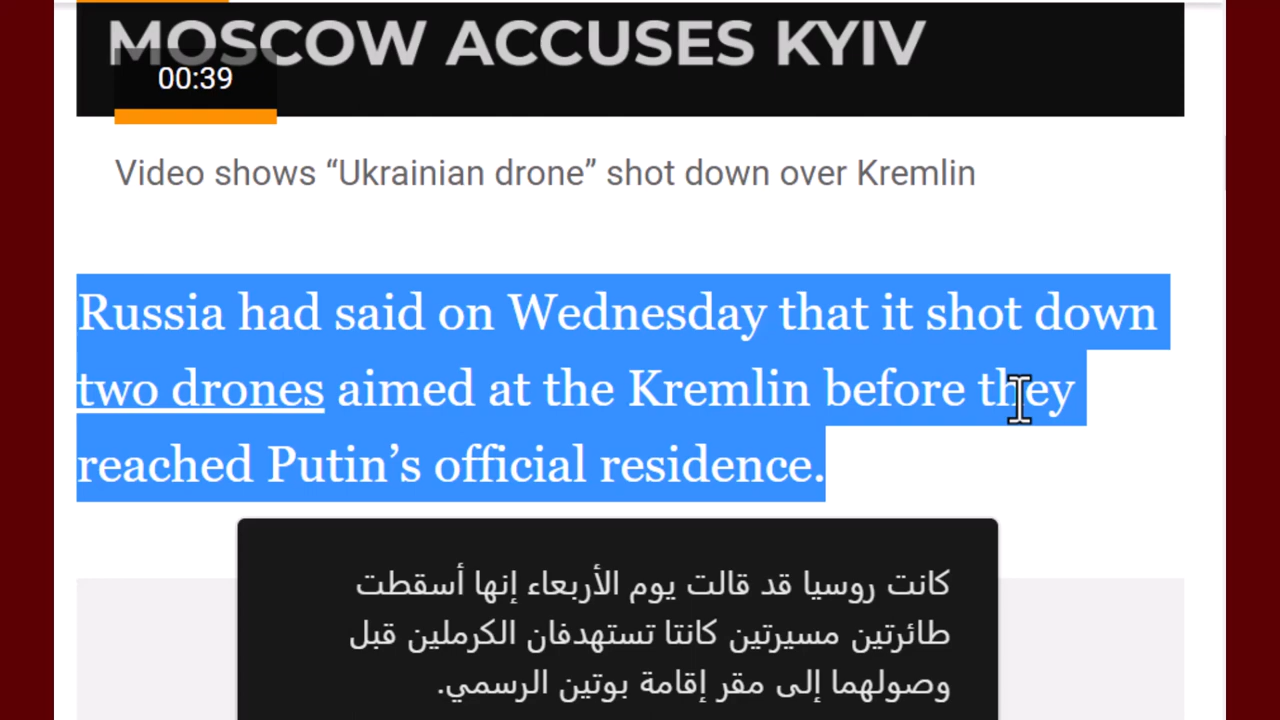 MOSCOW ACCUSES KYIV
00:39
Video shows “Ukrainian drone” shot down over Kremlin
Russia had said on Wednesday that it shot down
two drones aimed at the Kremlin before they
reached Putin’s official residence.
كانت روسيا قد قالت يوم الأربعاء إنها أسقطت
طائرتين مسيرتين كانتا تستهدفان الكرملين قبل
وصولهما إلى مقر إقامة بوتين الرسمي.